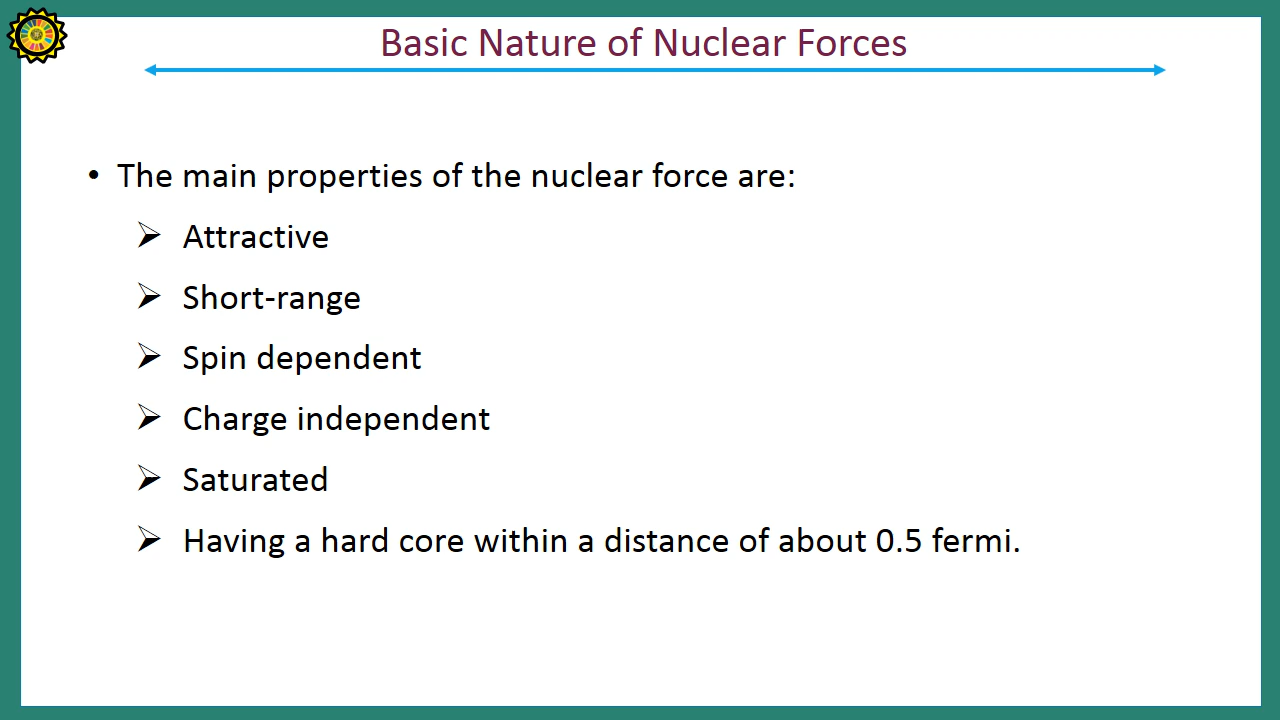 Basic Nature of Nuclear Forces
• The main properties of the nuclear force are:
➢ Attractive
➢ Short-range
➢ Spin dependent
➢ Charge independent
➢ Saturated
➢ Having a hard core within a distance of about 0.5 fermi.